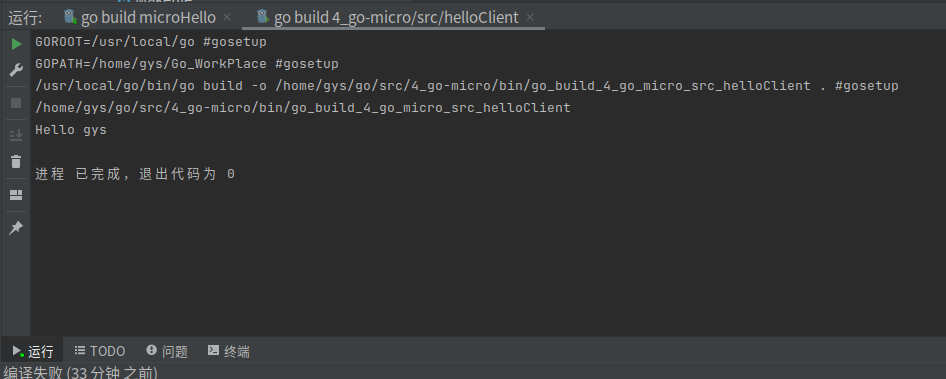 运行:
go build microHello
go build 4_go-micro/src/helloClient
GOROOT=/usr/local/go #gosetup
GOPATH=/home/gys/Go_WorkPlace #gosetup
/usr/local/go/bin/go build -o /home/gys/go/src/4_go-micro/bin/go_build_4_go_micro_src_helloClient . #gosetup
/home/gys/go/src/4_go-micro/bin/go_build_4_go_micro_src_helloClient
Hello gys
进程 已完成，退出代码为 0
运行
TODO
问题
终端
编译失败 (33 分钟 之前)